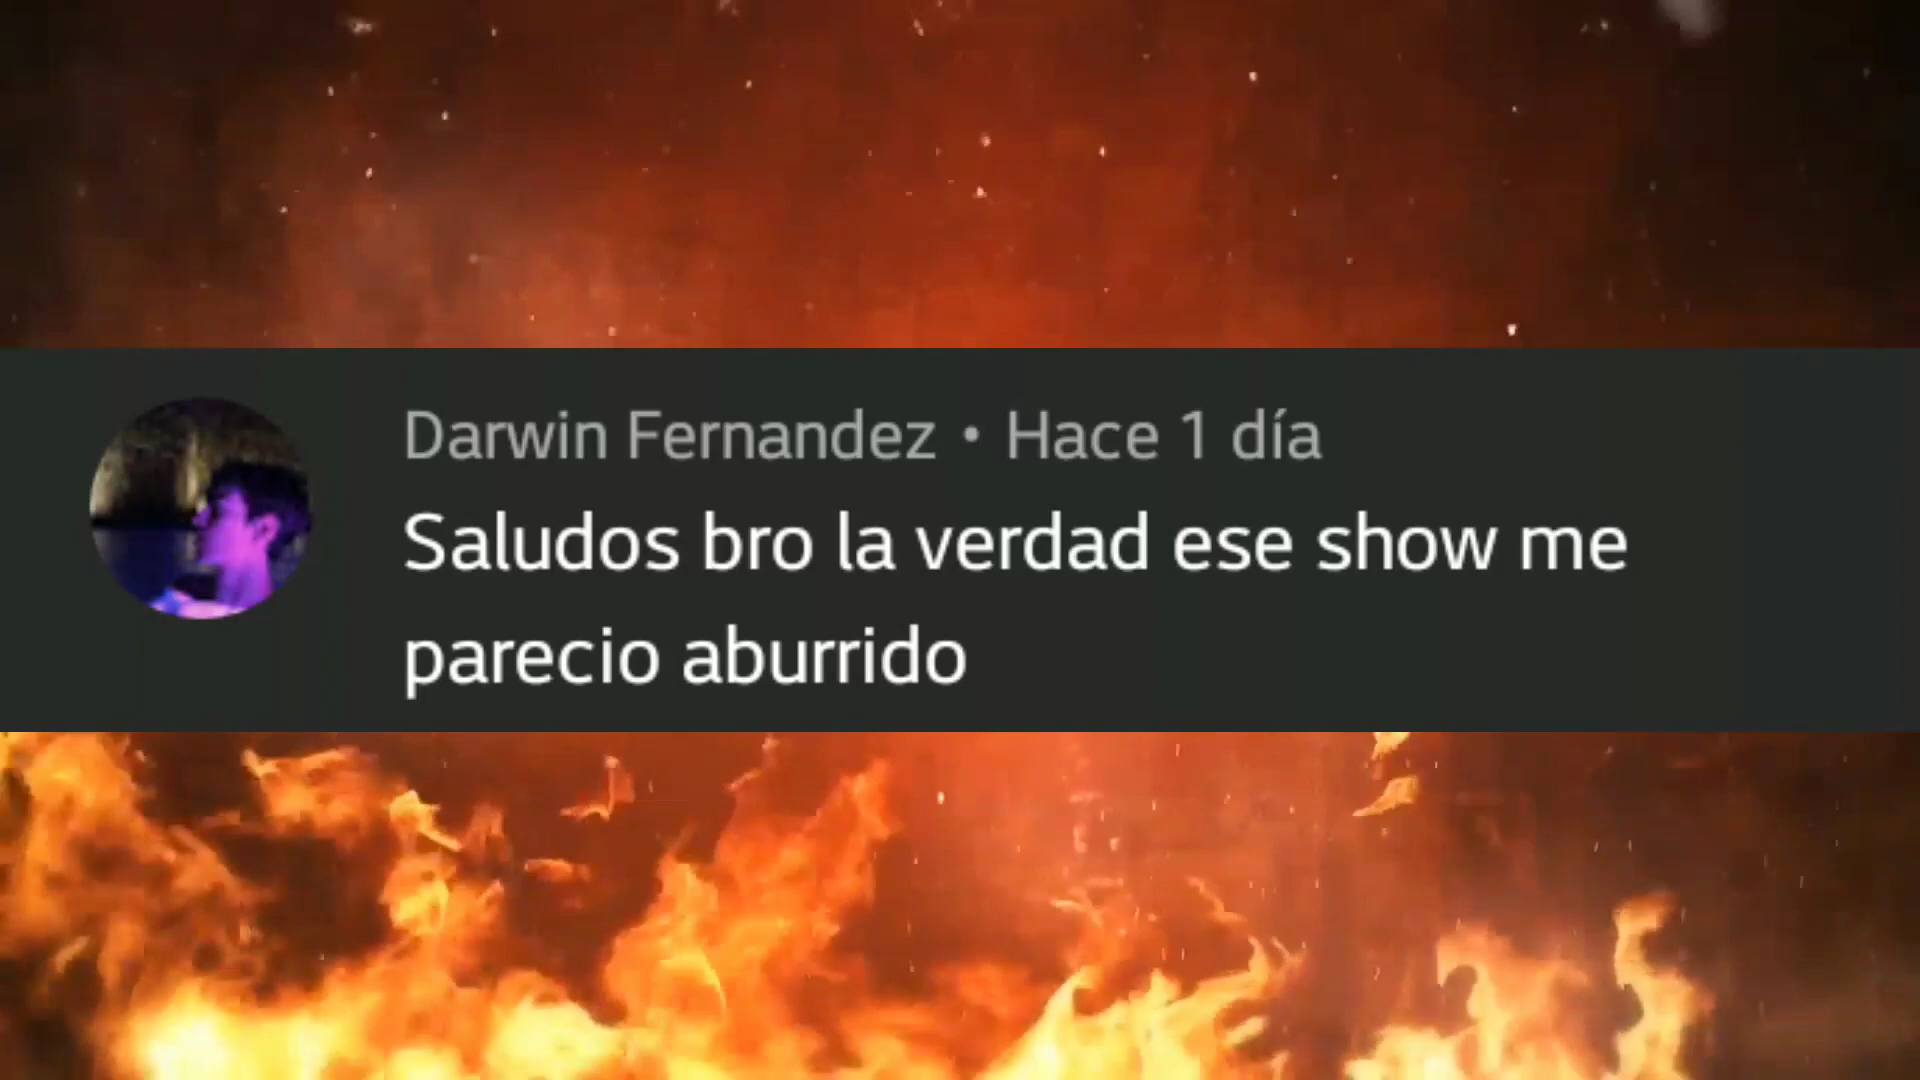 Darwin Fernandez • Hace 1 día
Saludos bro la verdad ese show me
parecio aburrido